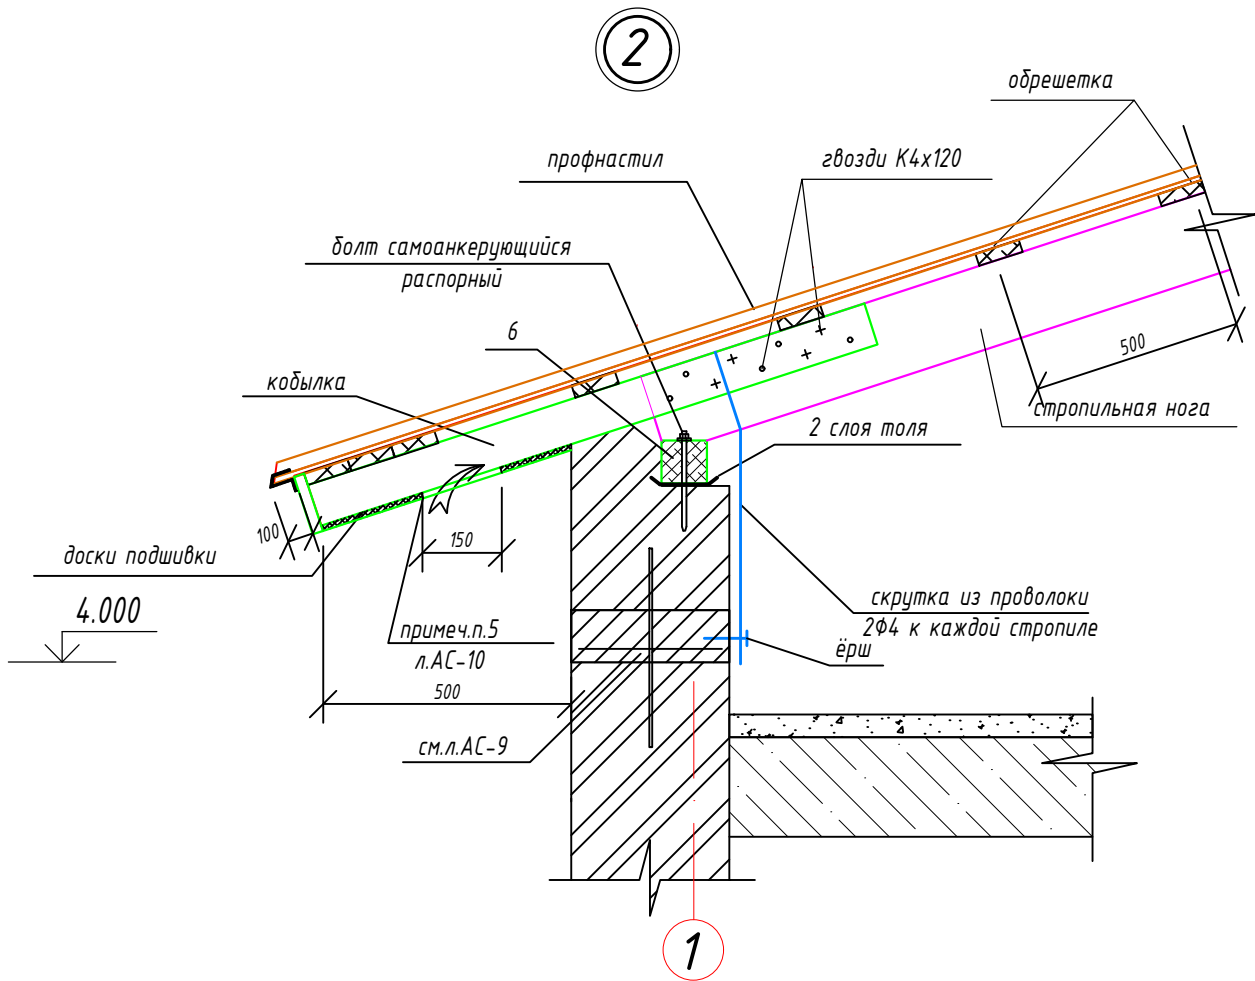 2
обрешетка
профнастил
гвозди К4х120
болт самоанкерующийся
распорный
6
кобылка
500
стропильная нога
2 слоя толя
100
150
доски подшивки
4.000
примеч.п.5
л.АС-10
скрутка из проволоки
2Ф4 к каждой стропиле
ёрш
500
см.л.АС-9
1